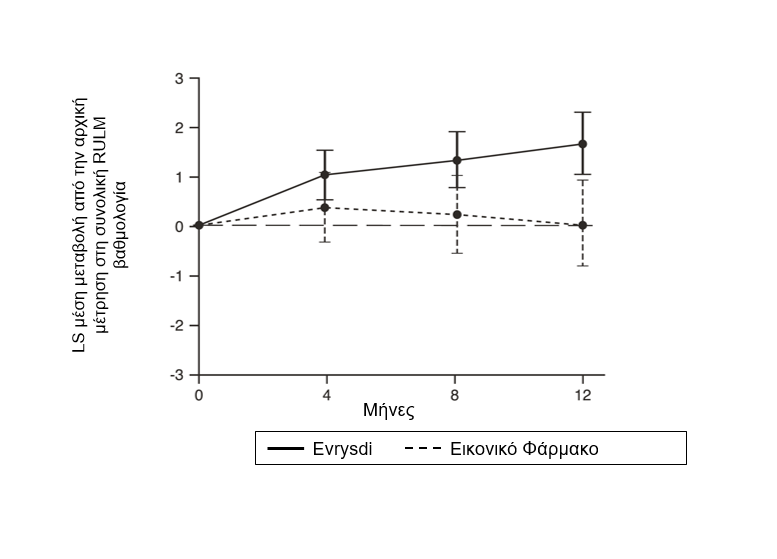 LS μέση μεταβολή από την αρχική
μέτρηση στη συνολική RULM
βαθμολογία
3
2
1
0
-1
-2
-3
0 4 8 12
Μήνες
Evrysdi Εικονικό Φάρμακο